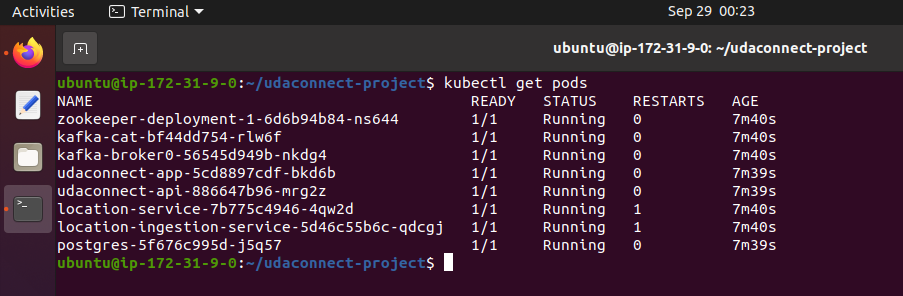 Activities Terminal Sep 29 00:23
ubuntu@ip-172-31-9-0: ~/udaconnect-project
ubuntu@ip-172-31-9-0:~/udaconnect-project$ kubectl get pods
NAME READY STATUS RESTARTS AGE
zookeeper-deployment-1-6d6b94b84-ns644 1/1 Running 0 7m40s
kafka-cat-bf44dd754-rlw6f 1/1 Running 0 7m40s
kafka-broker0-56545d949b-nkdg4 1/1 Running 0 7m40s
udaconnect-app-5cd8897cdf-bkd6b 1/1 Running 0 7m39s
udaconnect-api-886647b96-mrg2z 1/1 Running 0 7m39s
location-service-7b775c4946-4qw2d 1/1 Running 1 7m40s
location-ingestion-service-5d46c55b6c-qdcgj 1/1 Running 1 7m40s
postgres-5f676c995d-j5q57 1/1 Running 0 7m39s
ubuntu@ip-172-31-9-0:~/udaconnect-project$